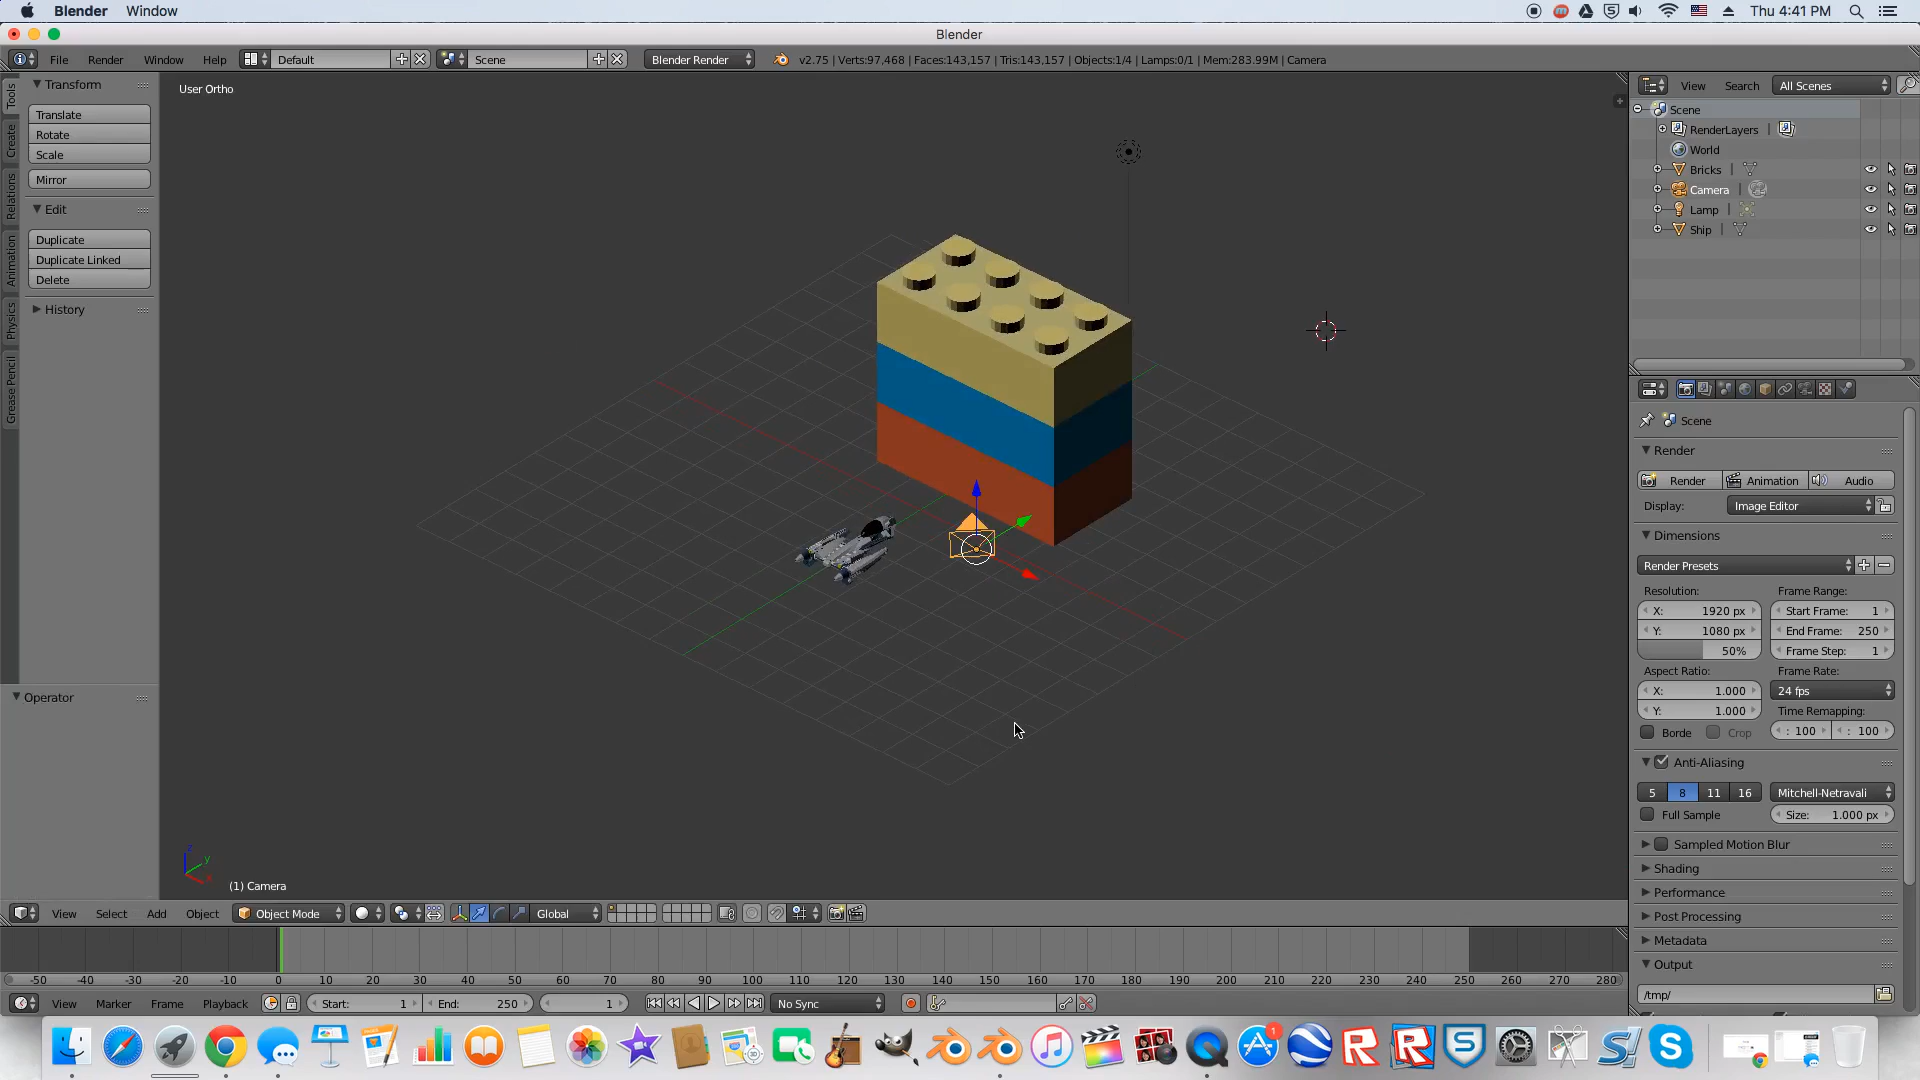 Blender Window Thu 4:41 PM
Blender
File Render Window Help Default Scene Blender Render v2.75 | Verts:97,468 | Faces:143,157 | Tris:143,157 | Objects:1/4 | Lamps:0/1 | Mem:283.99M | Camera
Tools
Create
Relations
Animation
Physics
Grease Pencil
Transform
Translate
Rotate
Scale
Mirror
Edit
Duplicate
Duplicate Linked
Delete
History
Operator
User Ortho
z
y
x
(1) Camera
View Search All Scenes
Scene
RenderLayers |
World
Bricks |
Camera |
Lamp |
Ship |
Scene
Render
Render Animation Audio
Display: Image Editor
Dimensions
Render Presets
Resolution: Frame Range:
X: 1920 px Start Frame: 1
Y: 1080 px End Frame: 250
50% Frame Step: 1
Aspect Ratio: Frame Rate:
X: 1.000 24 fps
Y: 1.000 Time Remapping:
Borde Crop : 100 : 100
Anti-Aliasing
5 8 11 16 Mitchell-Netravali
Full Sample Size: 1.000 px
Sampled Motion Blur
Shading
Performance
Post Processing
Metadata
Output
/tmp/
View Select Add Object Object Mode Global
-50 -40 -30 -20 -10 0 10 20 30 40 50 60 70 80 90 100 110 120 130 140 150 160 170 180 190 200 210 220 230 240 250 260 270 280
View Marker Frame Playback Start: 1 End: 250 1 No Sync
1